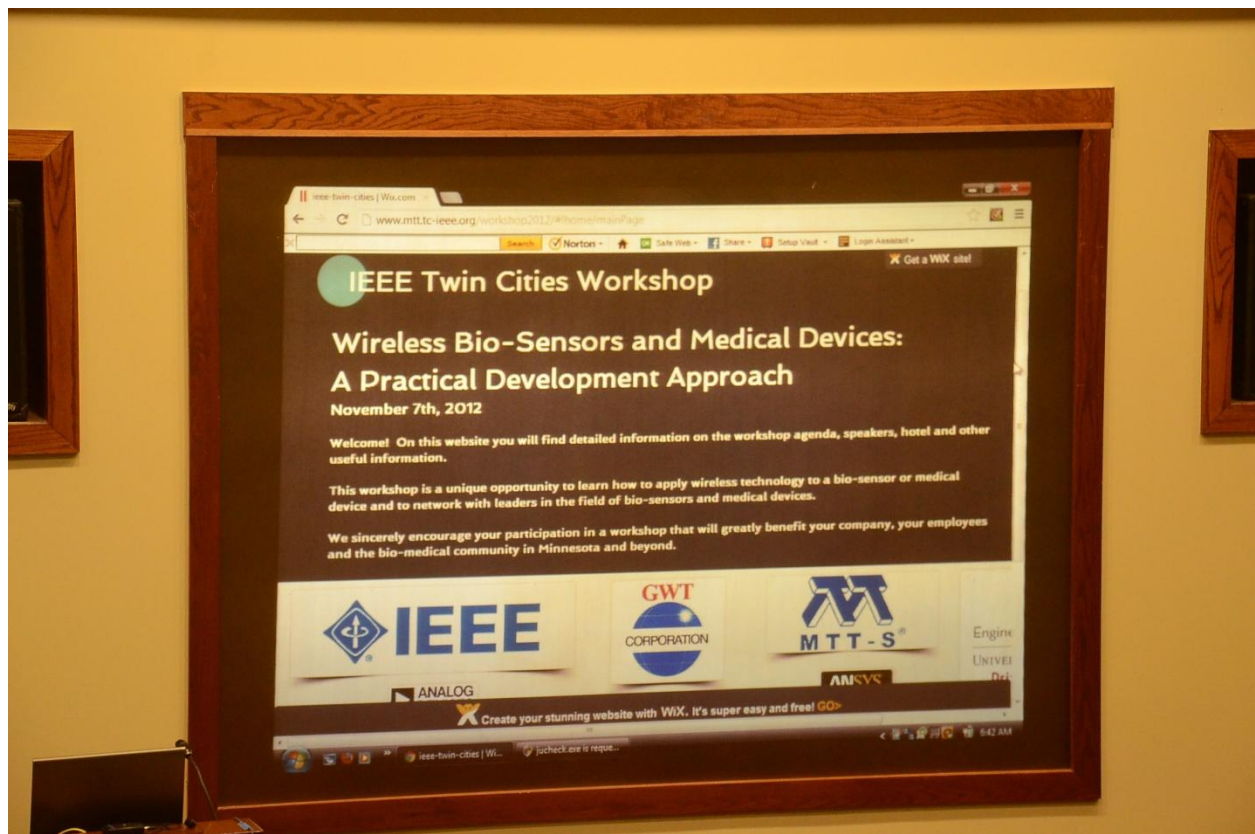 ieee-twin-cities | Wix.com
www.mtt.tc-ieee.org/workshop2012/#!home/mainPage
Search Norton Safe Web Share Setup Vault Login Assistant
Get a WiX site!
IEEE Twin Cities Workshop
Wireless Bio-Sensors and Medical Devices:
A Practical Development Approach
November 7th, 2012
Welcome! On this website you will find detailed information on the workshop agenda, speakers, hotel and other
useful information.
This workshop is a unique opportunity to learn how to apply wireless technology to a bio-sensor or medical
device and to network with leaders in the field of bio-sensors and medical devices.
We sincerely encourage your participation in a workshop that will greatly benefit your company, your employees
and the bio-medical community in Minnesota and beyond.
IEEE
GWT
CORPORATION
MTT-S®
Engine
UNIVE
ANALOG
ANSYS
Create your stunning website with WiX. It's super easy and free! GO>
ieee-twin-cities | Wi... jucheck.exe is reque... 6:42 AM